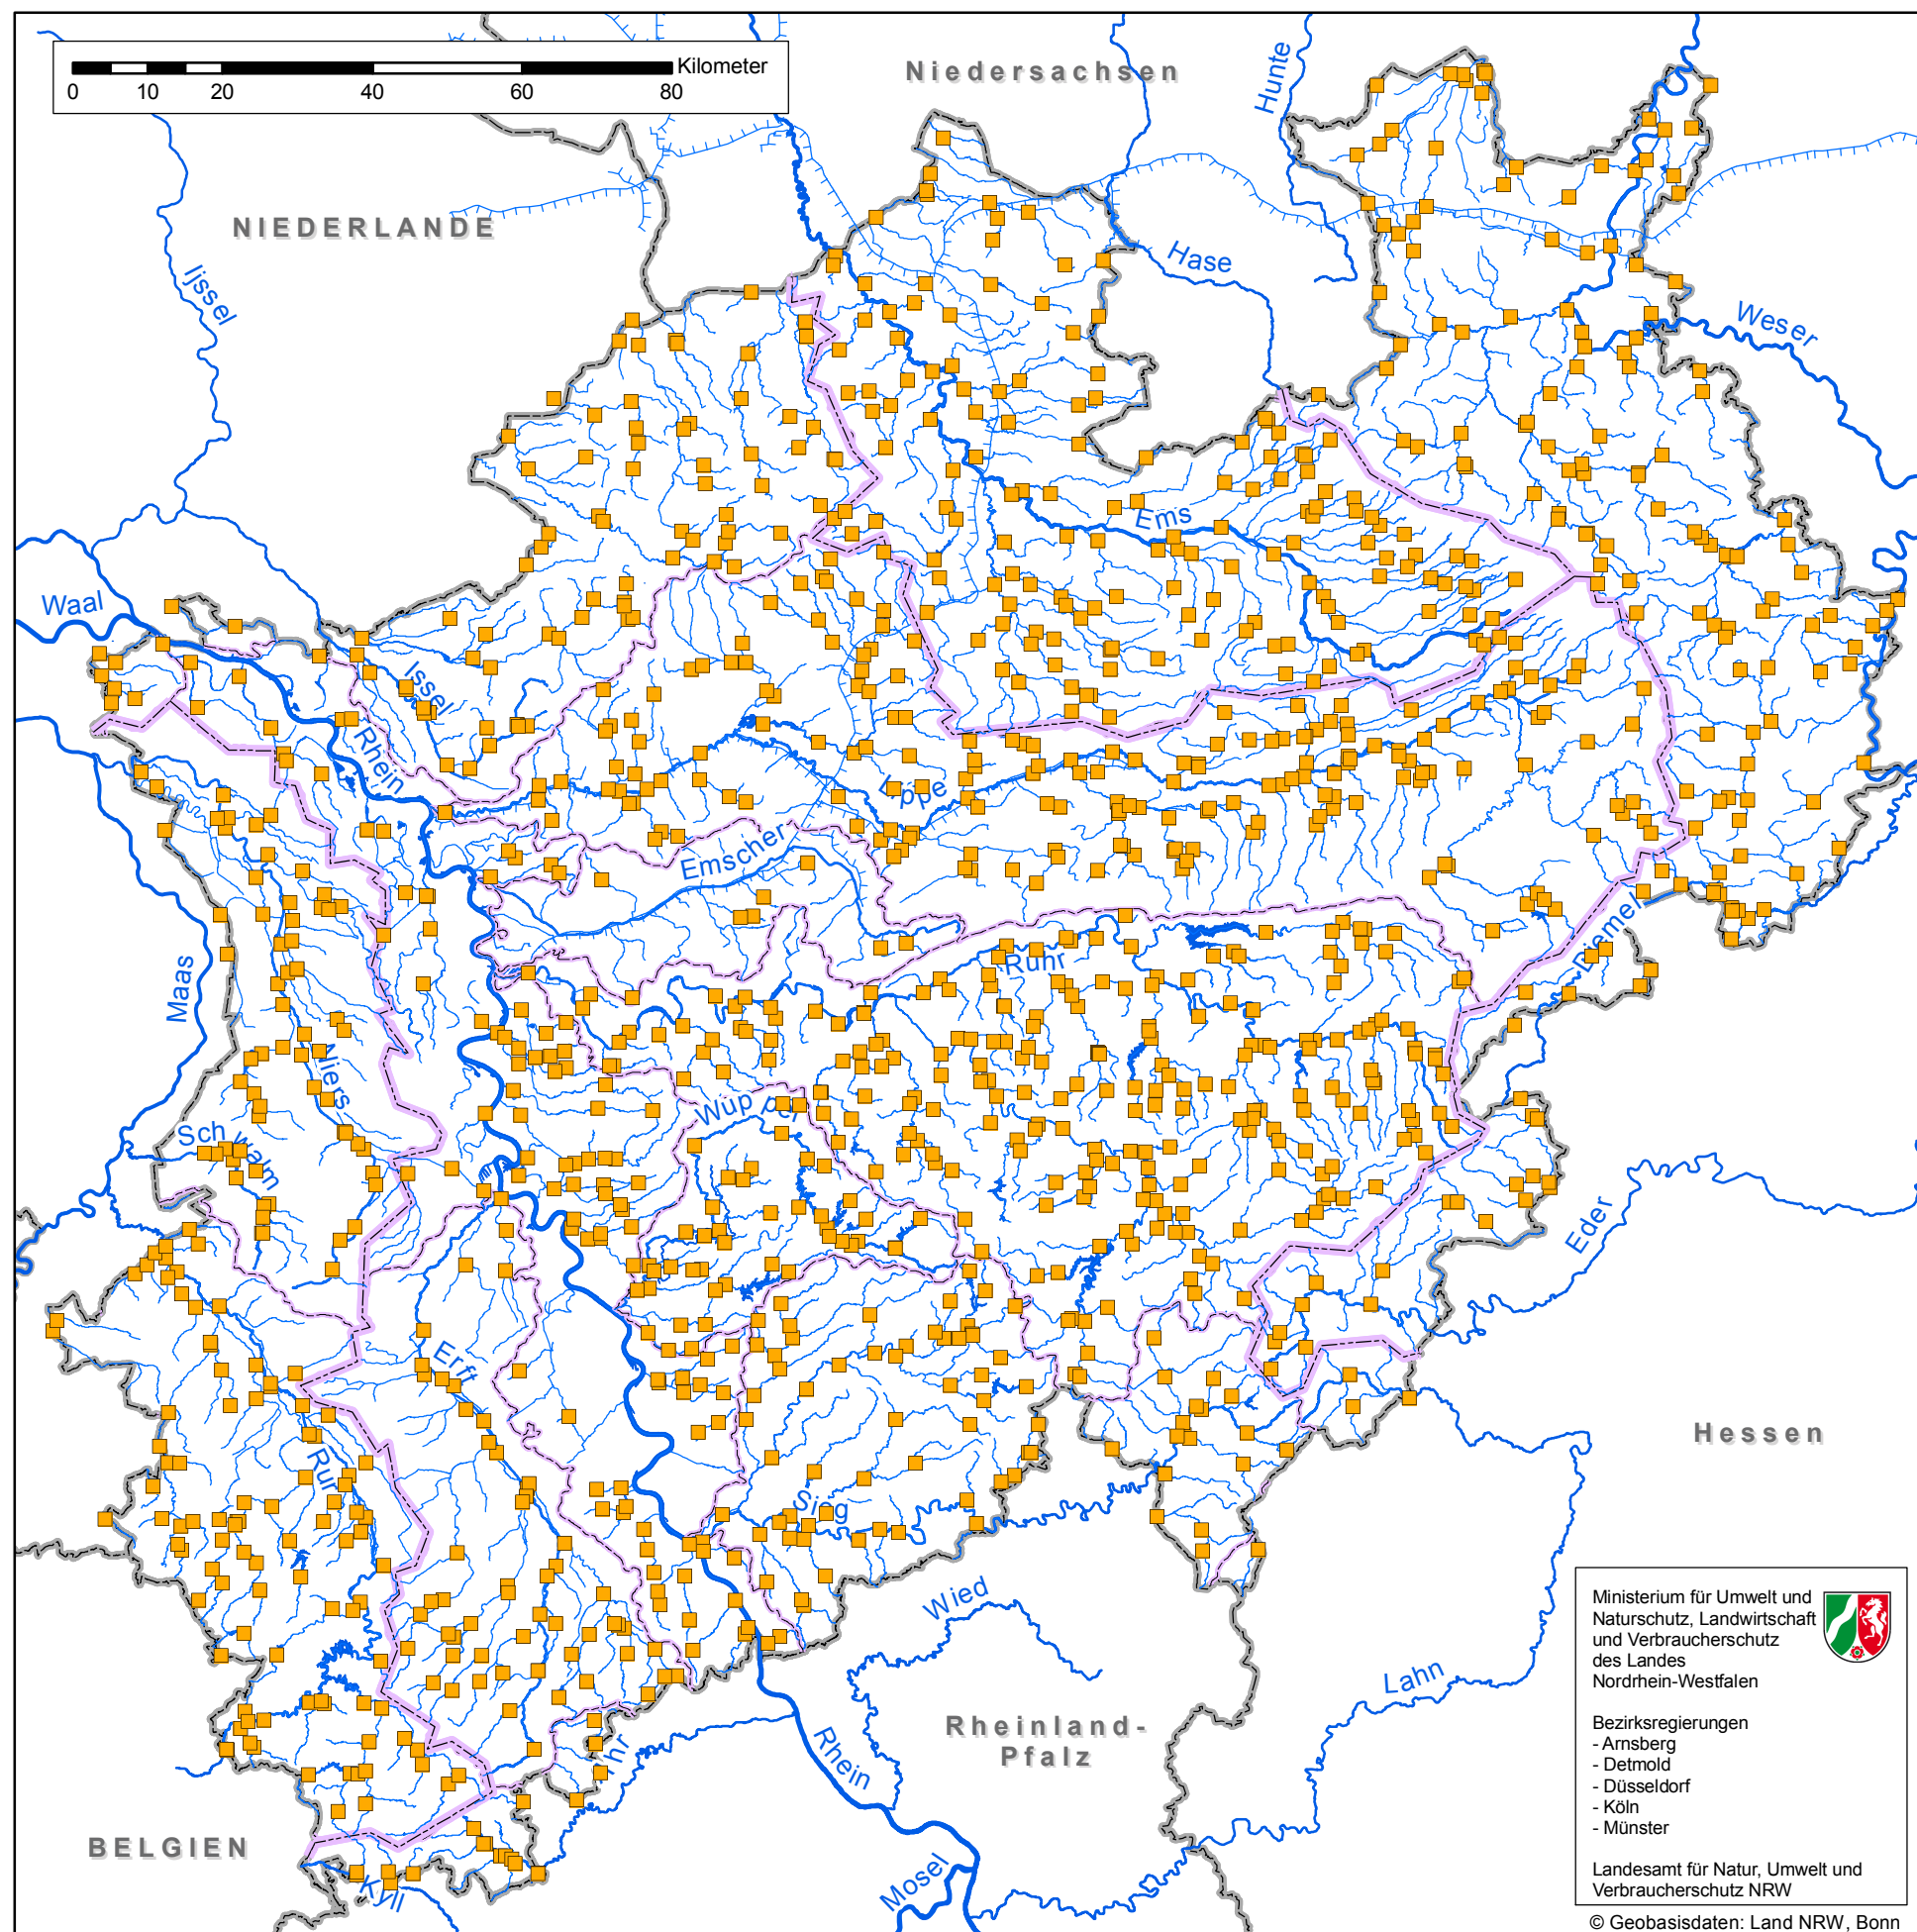 Kilometer
0 10 20 40 60 80
Niedersachsen
Hunte
NIEDERLANDE
Ijssel
Hase
Weser
Ems
Waal
Issel
Rhein
Lippe
Emscher
Maas
Ruhr
Diemel
Niers
Wupper
Schwalm
Eder
Erft
Hessen
Rur
Sieg
Wied
Lahn
Rheinland-
Pfalz
Rhein
Ahr
BELGIEN
Mosel
Kyll
Ministerium für Umwelt und
Naturschutz, Landwirtschaft
und Verbraucherschutz
des Landes
Nordrhein-Westfalen
Bezirksregierungen
- Arnsberg
- Detmold
- Düsseldorf
- Köln
- Münster
Landesamt für Natur, Umwelt und
Verbraucherschutz NRW
© Geobasisdaten: Land NRW, Bonn